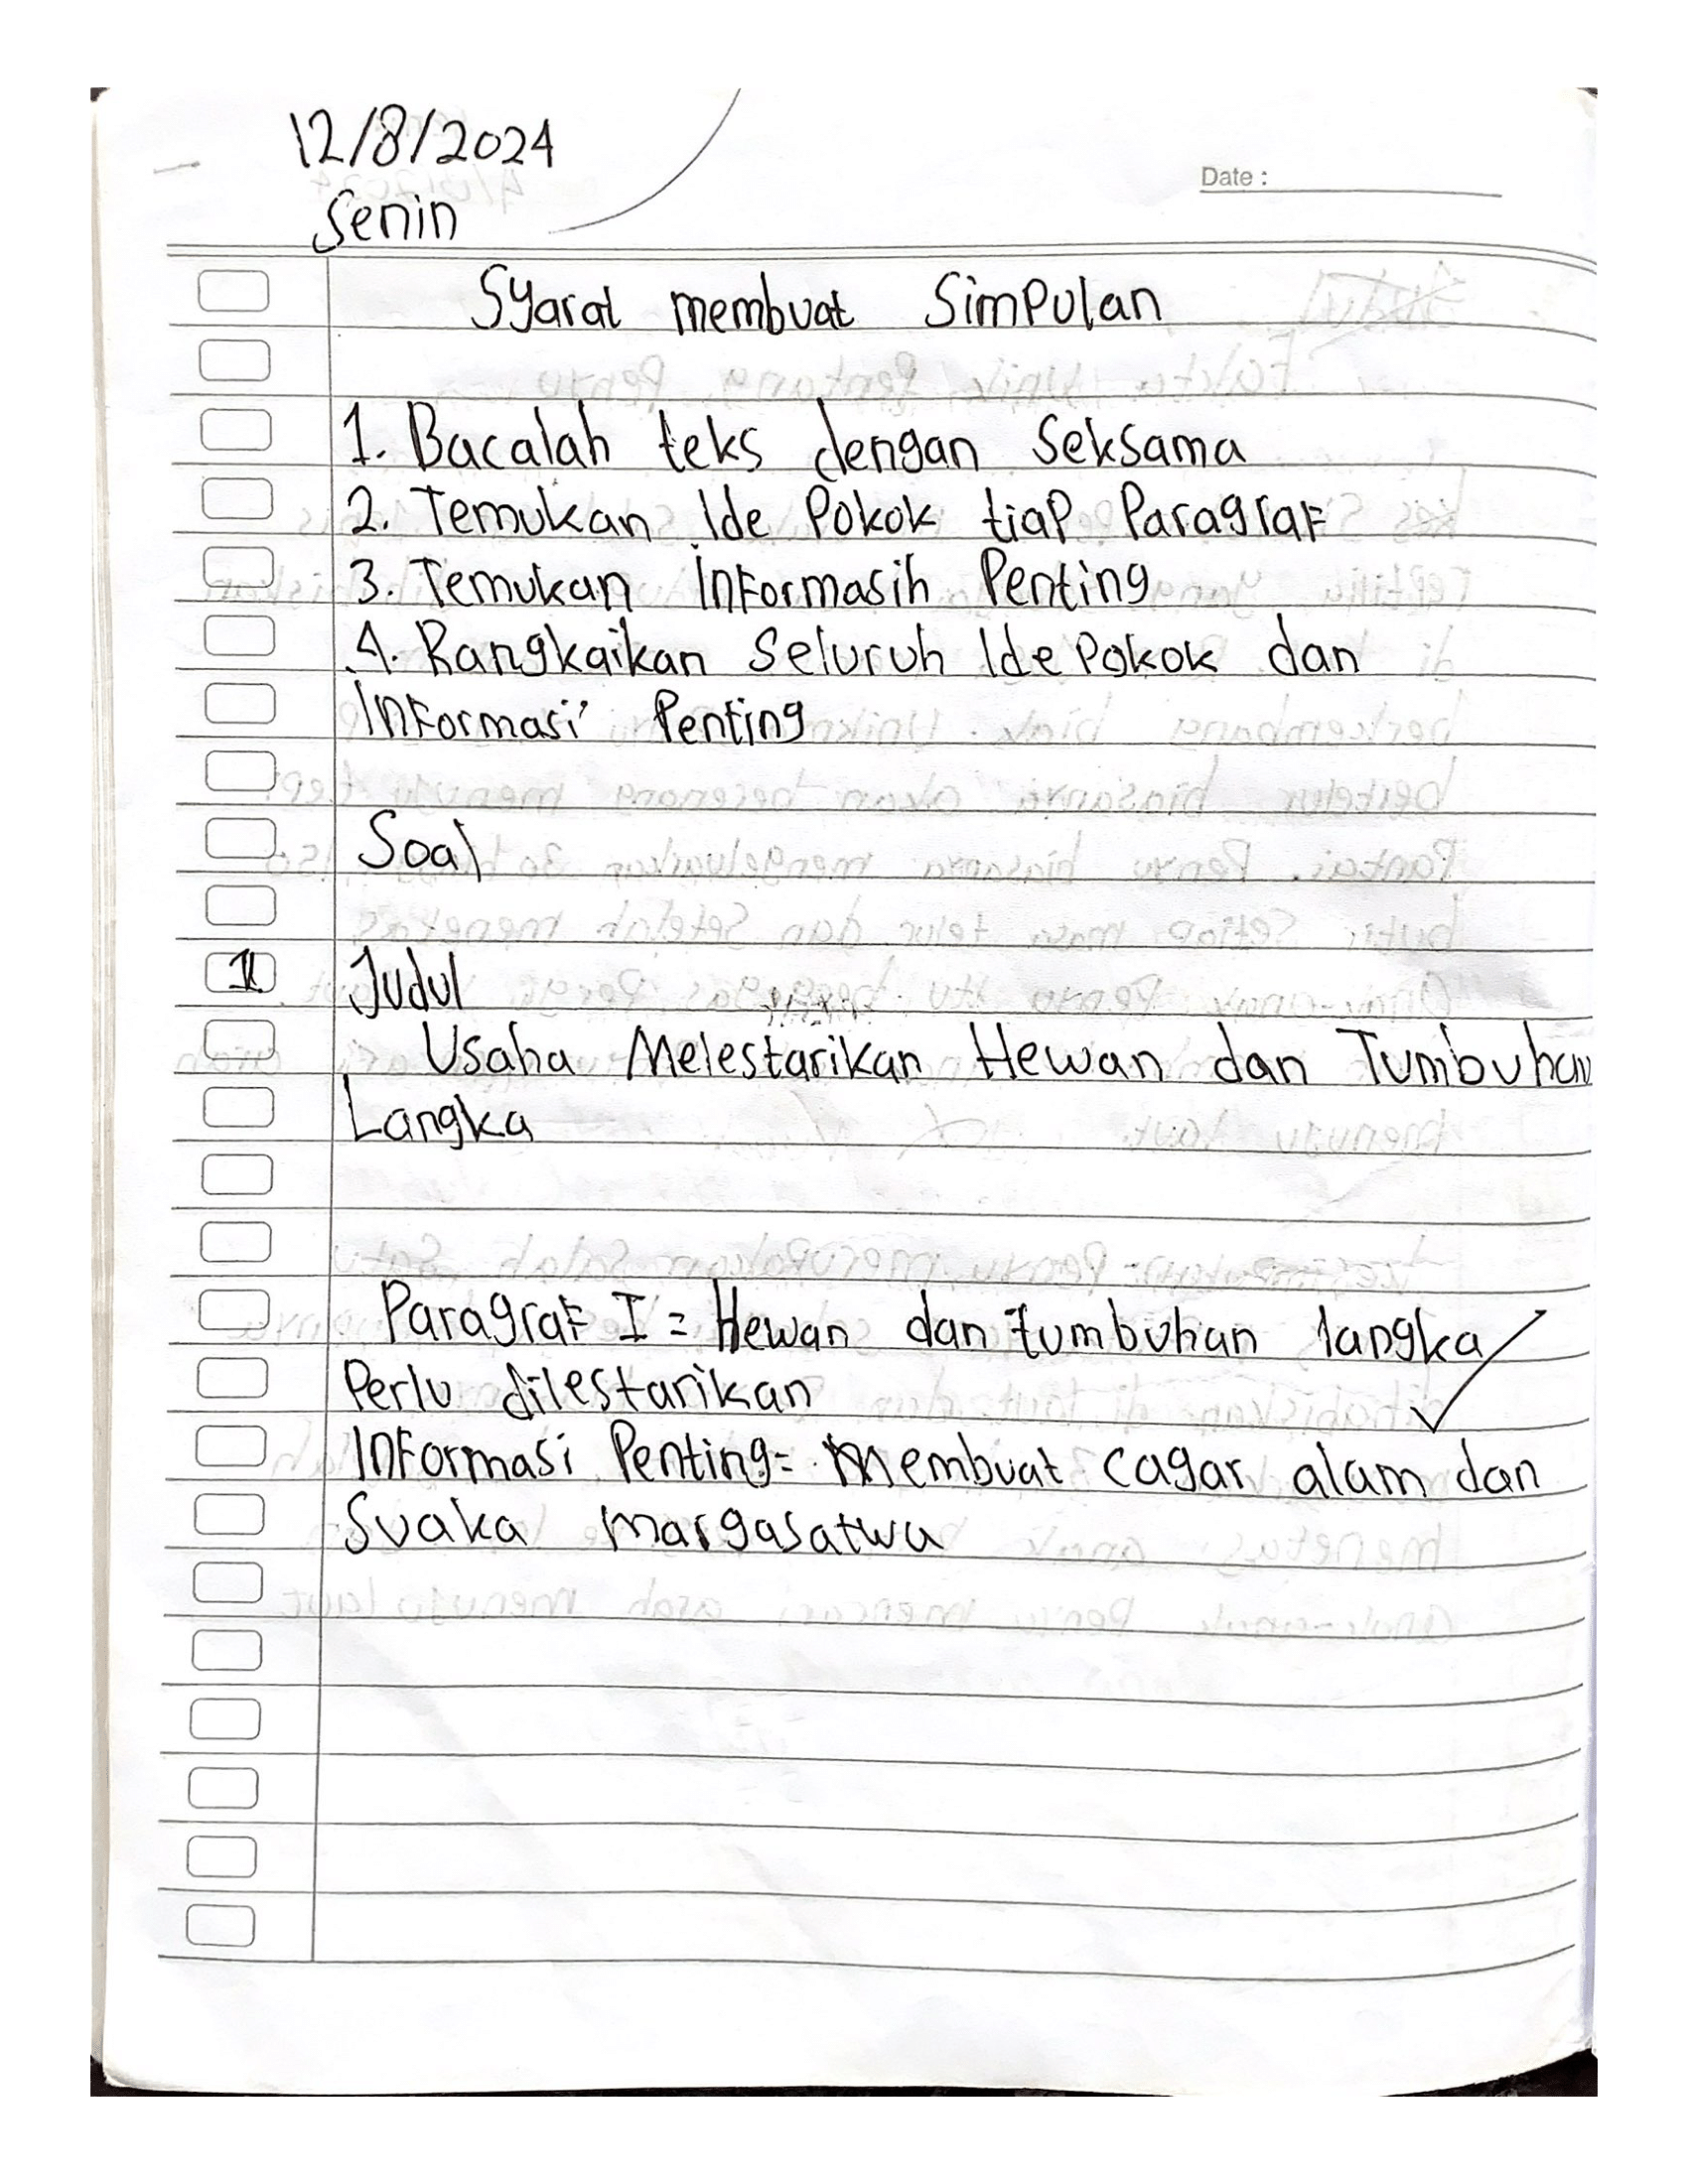 12/8/2024
Date :
Senin
Syarat membuat Simpulan
1. Bacalah teks dengan Seksama
2. Temukan Ide Pokok tiap Paragraf
3. Temukan Informasih Penting
4. Rangkaikan Seluruh Ide Pokok dan
Informasi Penting
Soal
1 Judul
Usaha Melestarikan Hewan dan Tumbuhan
Langka
Paragraf I = Hewan dan tumbuhan langka
Perlu dilestarikan
Informasi Penting = Membuat cagar alam dan
Suaka margasatwa